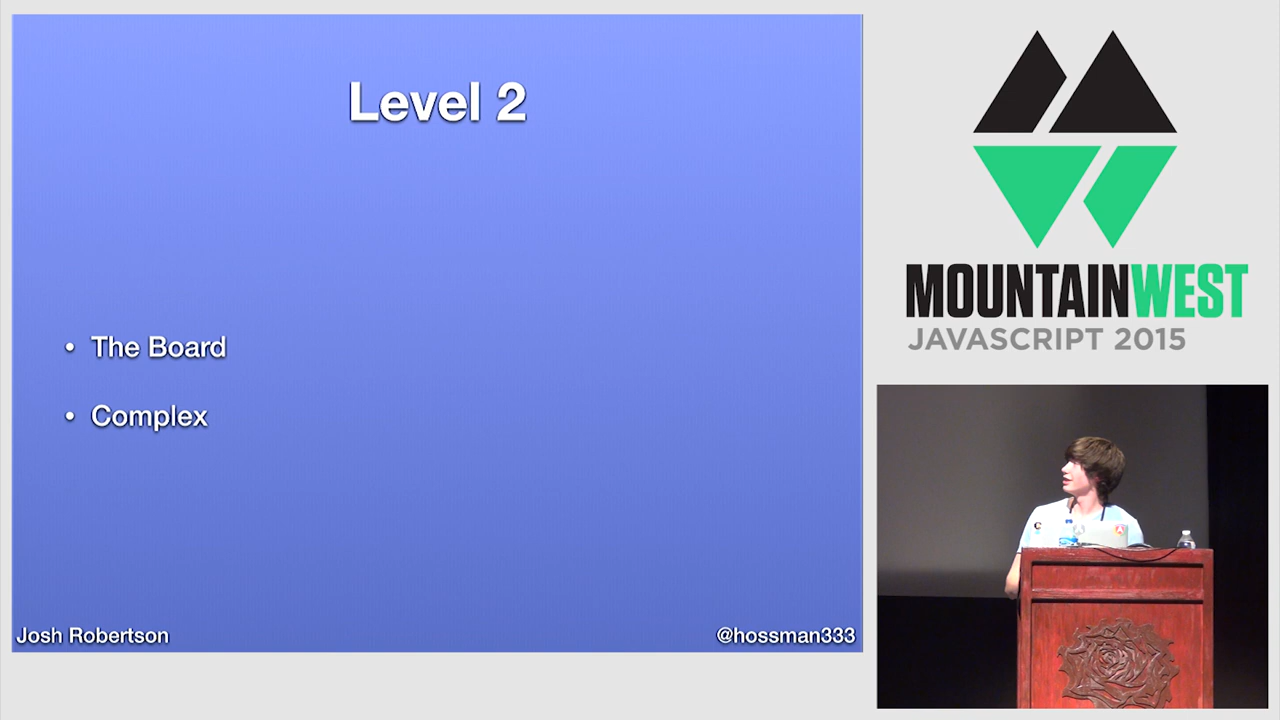 Level 2
• The Board
• Complex
Josh Robertson
@hossman333
MOUNTAINWEST
JAVASCRIPT 2015